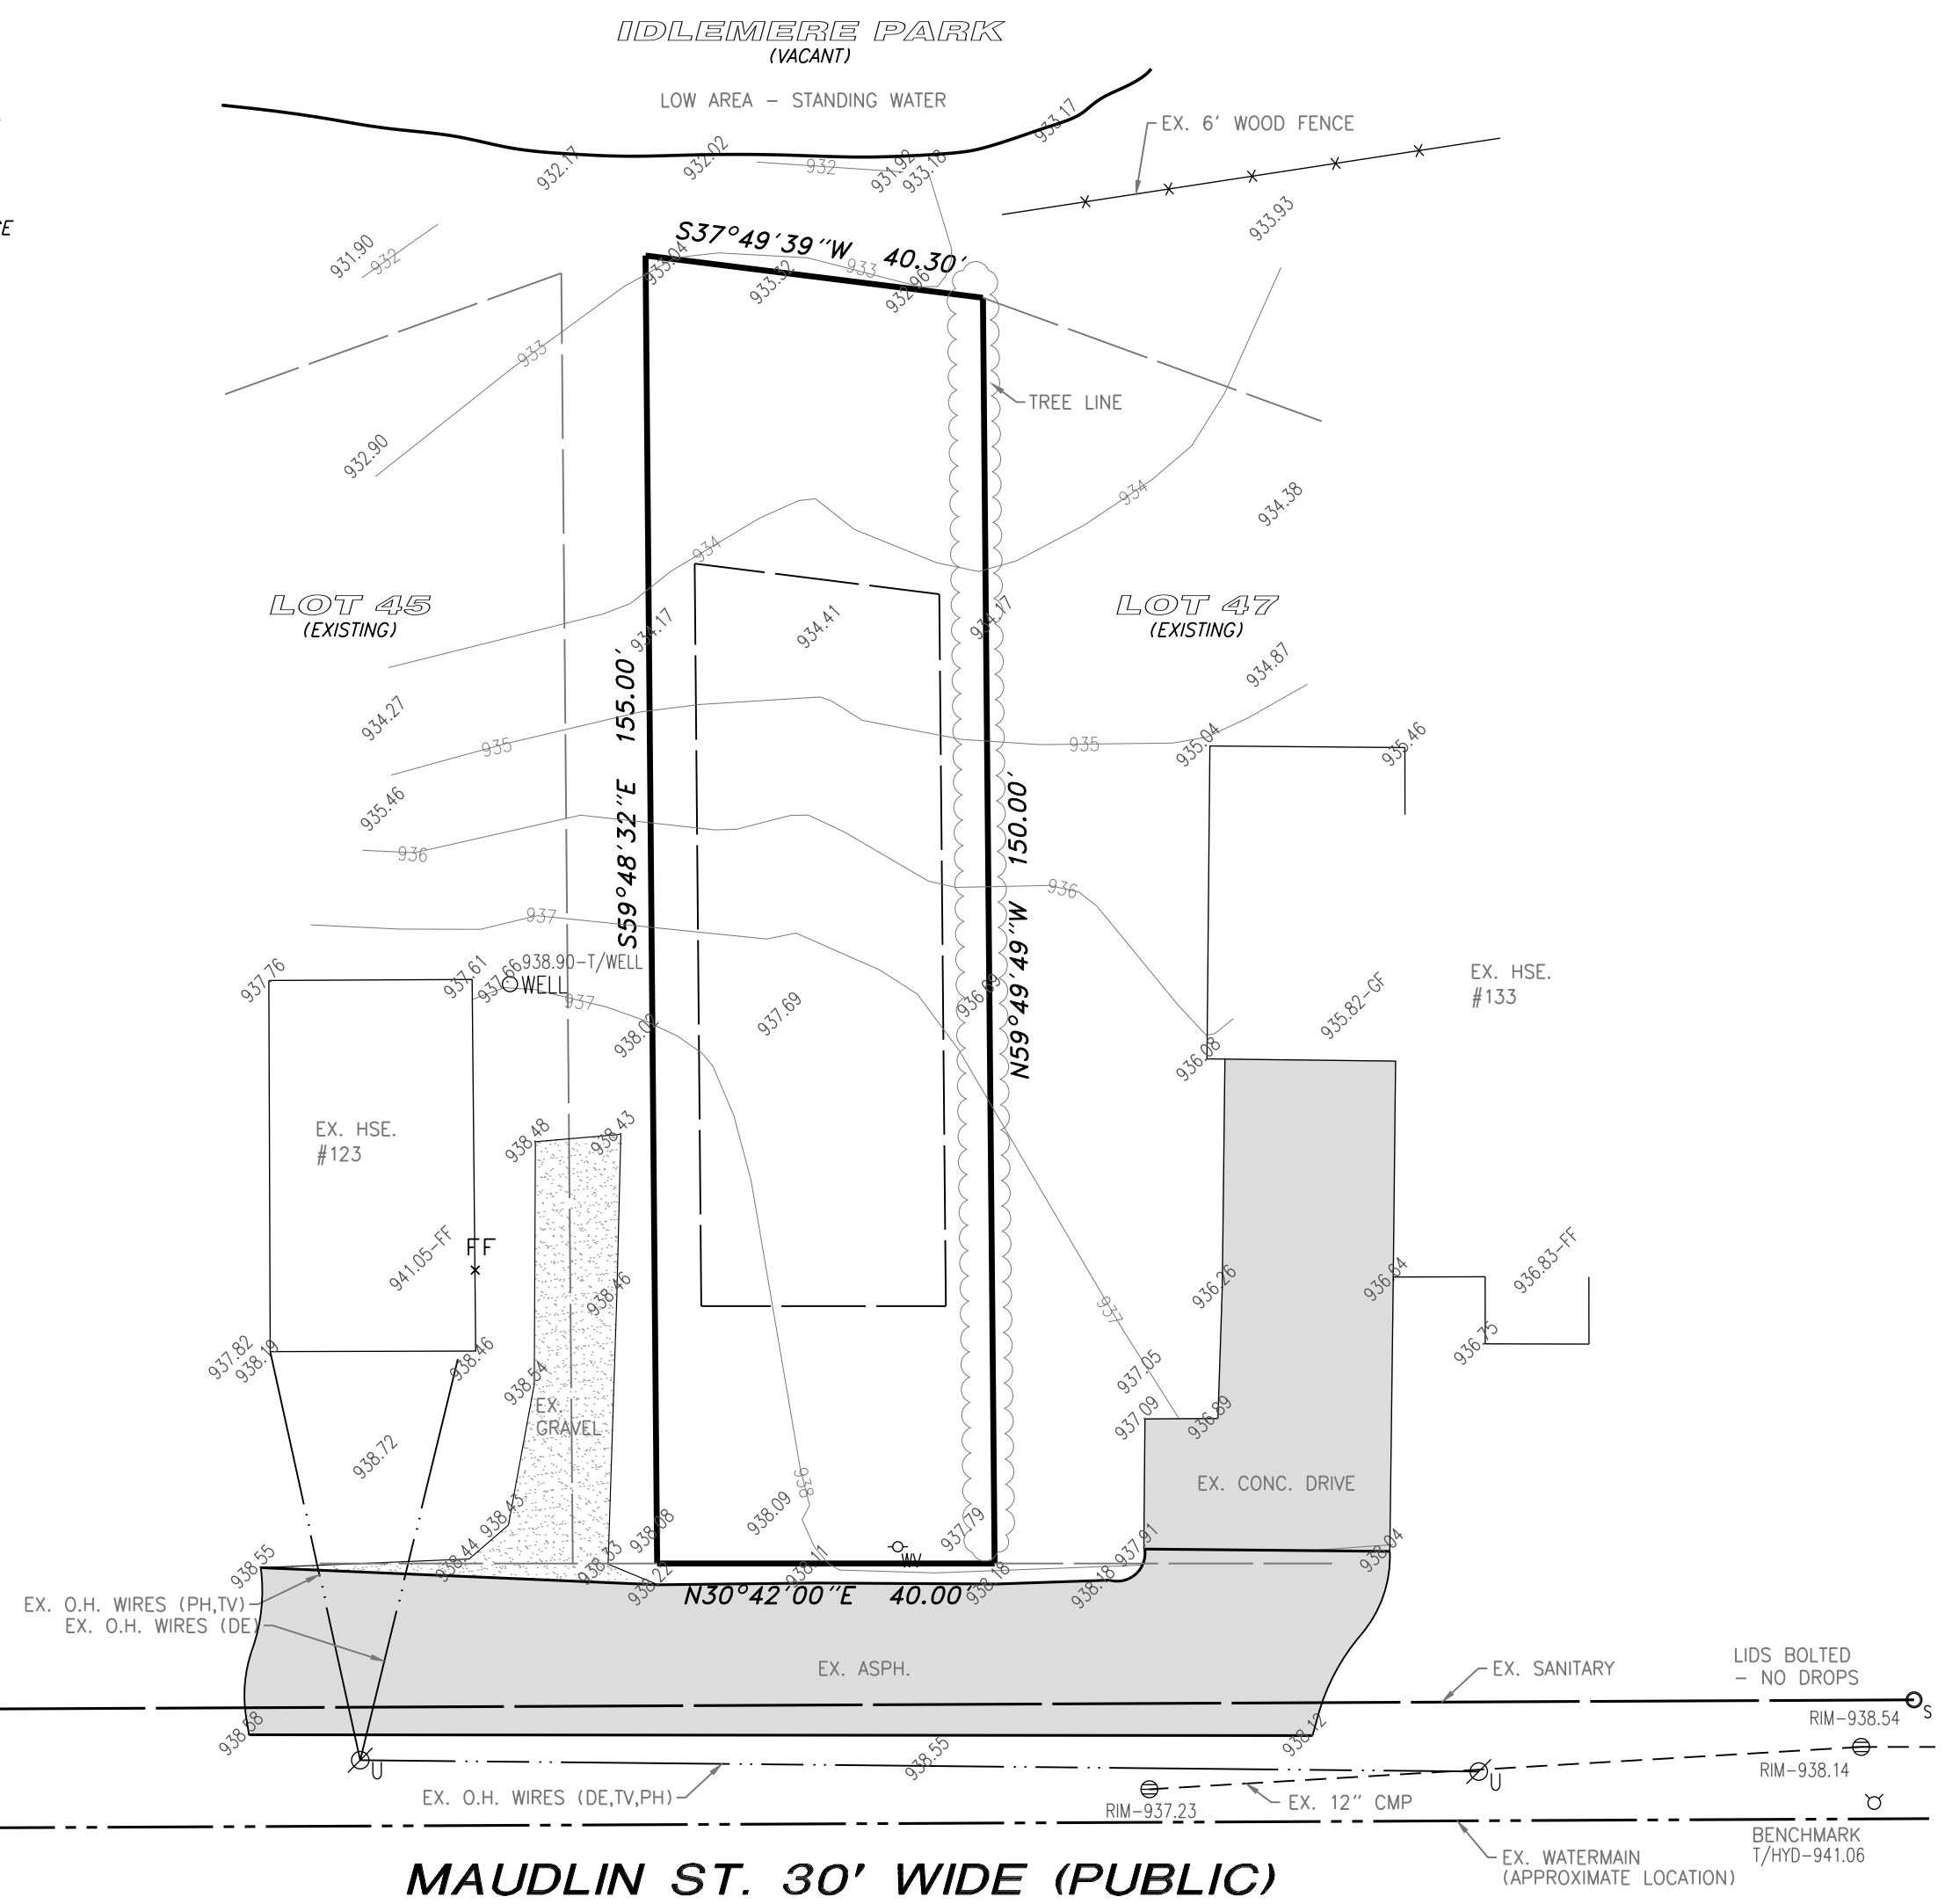 IDLEMERE PARK
(VACANT)
LOW AREA – STANDING WATER
933.17
EX. 6' WOOD FENCE
932.17
932.02
932
931.92
933.18
E
931.90
932
S37°49'39"W 40.30'
933.93
933.04
933.32
933
932.96
933
TREE LINE
932.90
934
934.38
934
LOT 45
(EXISTING)
LOT 47
(EXISTING)
934.17
934.41
934.17
934.87
934.27
935
935
935.04
935.46
S59°48'32"E 155.00'
N59°49'49"W 150.00'
935.46
936
936
937
937.76
937.61
937.66
938.90-T/WELL
WELL
937
938.02
937.69
936.69
935.82-GF
EX. HSE.
#133
936.08
EX. HSE.
#123
938.48
938.43
941.05-FF
FF
938.46
937
936.26
936.64
936.83-FF
937.82
938.19
938.46
938.54
937.05
936.75
EX.
GRAVEL
937.09
936.89
938.72
938
EX. CONC. DRIVE
938.43
938.08
938.09
937.79
937.91
938.04
938.55
938.44
938.33
938.22
938.11
WV
938.18
938.18
N30°42'00"E 40.00'
EX. O.H. WIRES (PH,TV)
EX. O.H. WIRES (DE)
EX. ASPH.
EX. SANITARY
LIDS BOLTED
– NO DROPS
S
RIM-938.54
938.58
938.12
938.55
U
U
RIM-938.14
EX. O.H. WIRES (DE,TV,PH)
RIM-937.23
EX. 12" CMP
BENCHMARK
T/HYD-941.06
EX. WATERMAIN
(APPROXIMATE LOCATION)
MAUDLIN ST. 30' WIDE (PUBLIC)